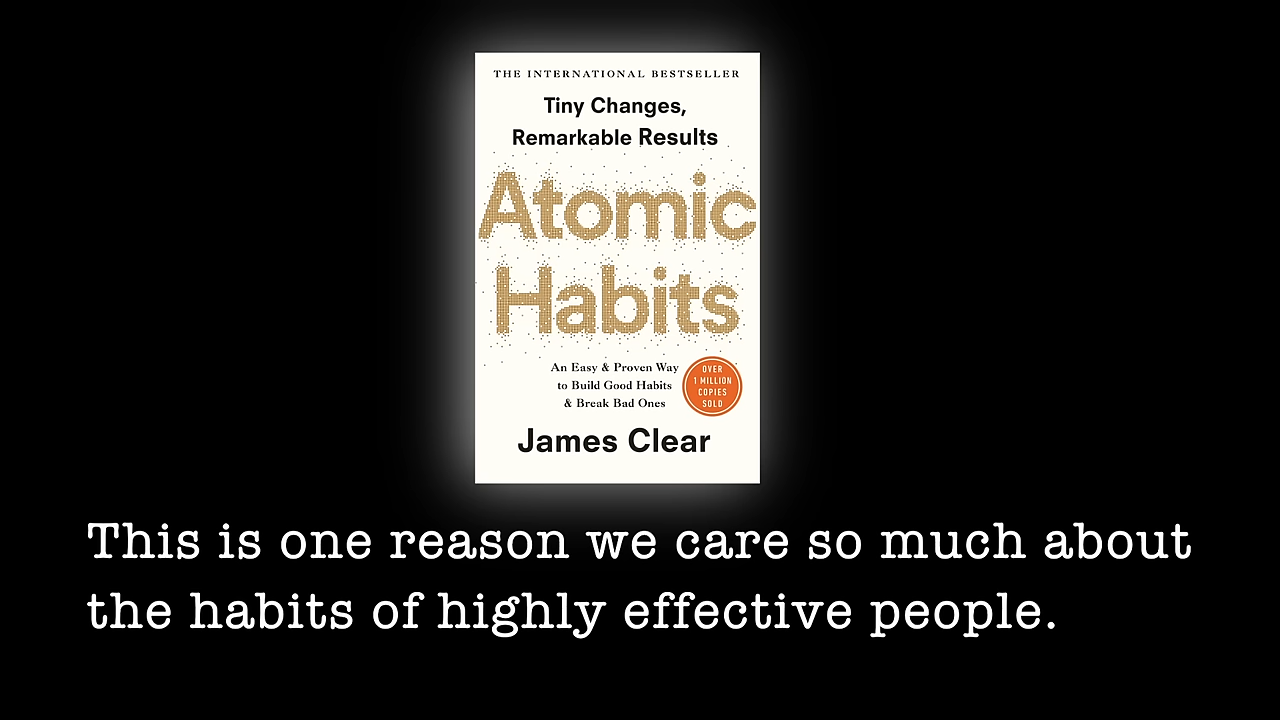 THE INTERNATIONAL BESTSELLER
Tiny Changes,
Remarkable Results
Atomic
Habits
An Easy & Proven Way
to Build Good Habits
& Break Bad Ones
OVER
1 MILLION
COPIES
SOLD
James Clear
This is one reason we care so much about
the habits of highly effective people.